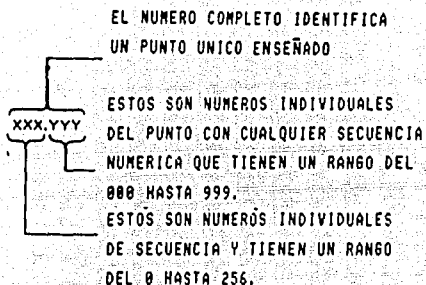 EL NUMERO COMPLETO IDENTIFICA
UN PUNTO UNICO ENSEÑADO
XXX.YYY
ESTOS SON NUMEROS INDIVIDUALES
DEL PUNTO CON CUALQUIER SECUENCIA
NUMERICA QUE TIENEN UN RANGO DEL
000 HASTA 999.
ESTOS SON NUMEROS INDIVIDUALES
DE SECUENCIA Y TIENEN UN RANGO
DEL 0 HASTA 256.